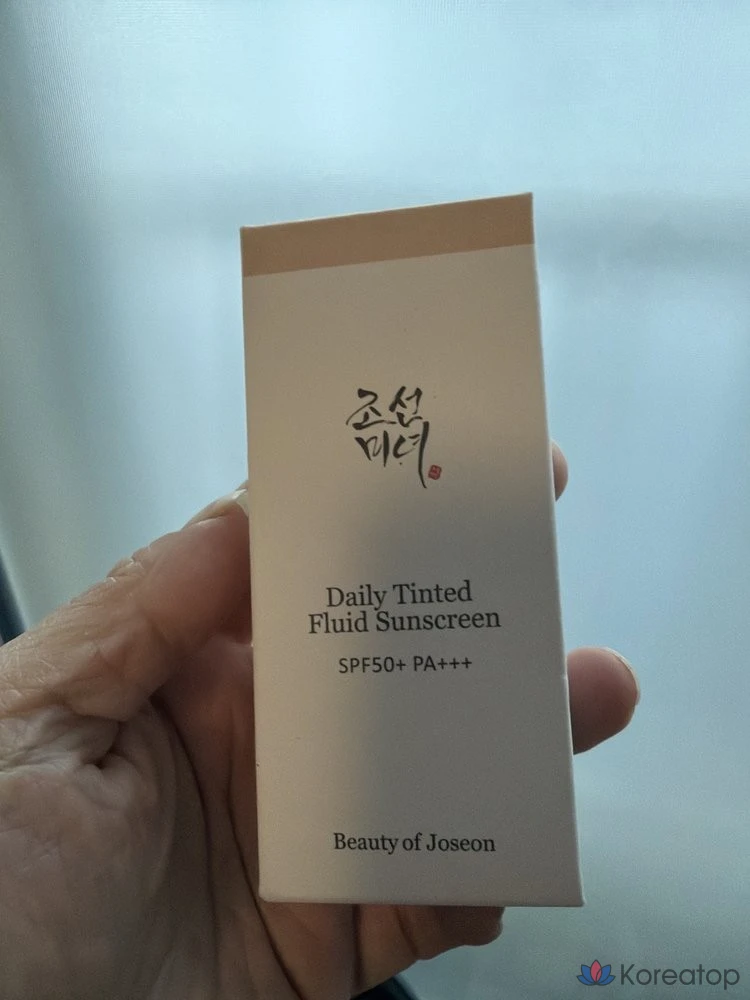 조선
미녀
Daily Tinted
Fluid Sunscreen
SPF50+ PA+++
Beauty of Joseon
Koreatop